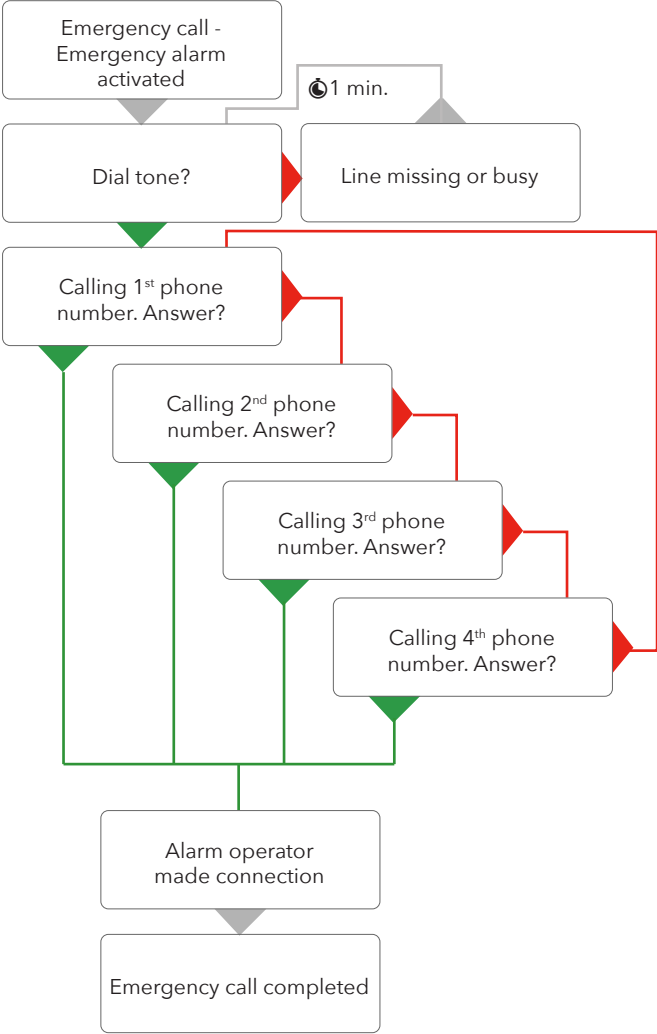 Emergency call -
Emergency alarm
activated
1 min.
Dial tone?
Line missing or busy
Calling 1st phone
number. Answer?
Calling 2nd phone
number. Answer?
Calling 3rd phone
number. Answer?
Calling 4th phone
number. Answer?
Alarm operator
made connection
Emergency call completed